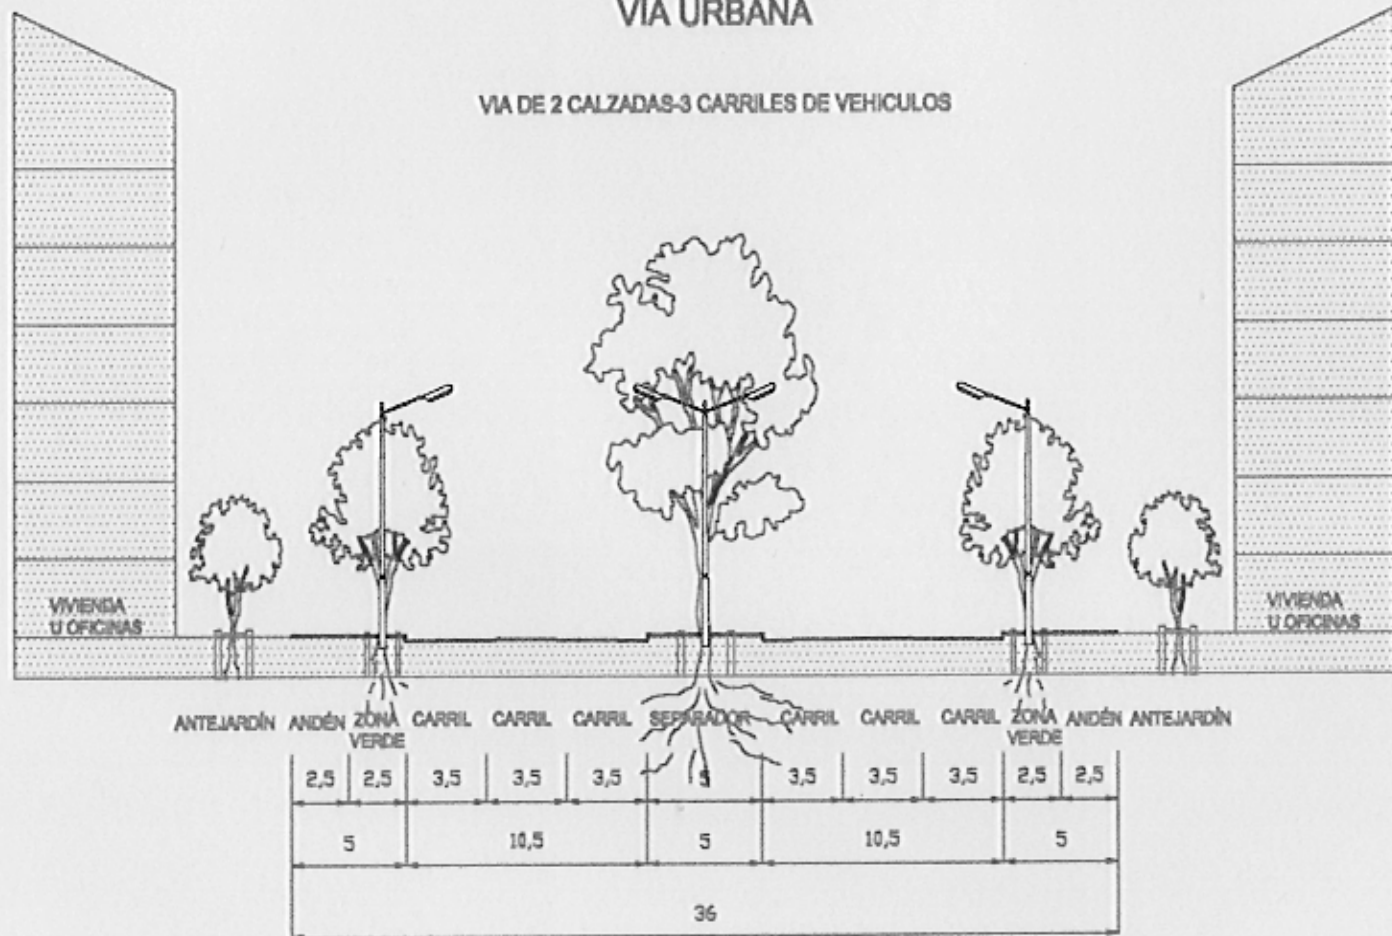 VIA URBANA
VIA DE 2 CALZADAS-3 CARRILES DE VEHICULOS
VIVIENDA
U OFICINAS
VIVIENDA
U OFICINAS
ANTEJARDÍN ANDÉN ZONA VERDE CARRIL CARRIL CARRIL SEPARADOR CARRIL CARRIL CARRIL ZONA VERDE ANDÉN ANTEJARDÍN
2,5 2,5 3,5 3,5 3,5 5 3,5 3,5 3,5 2,5 2,5
5 10,5 5 10,5 5
36